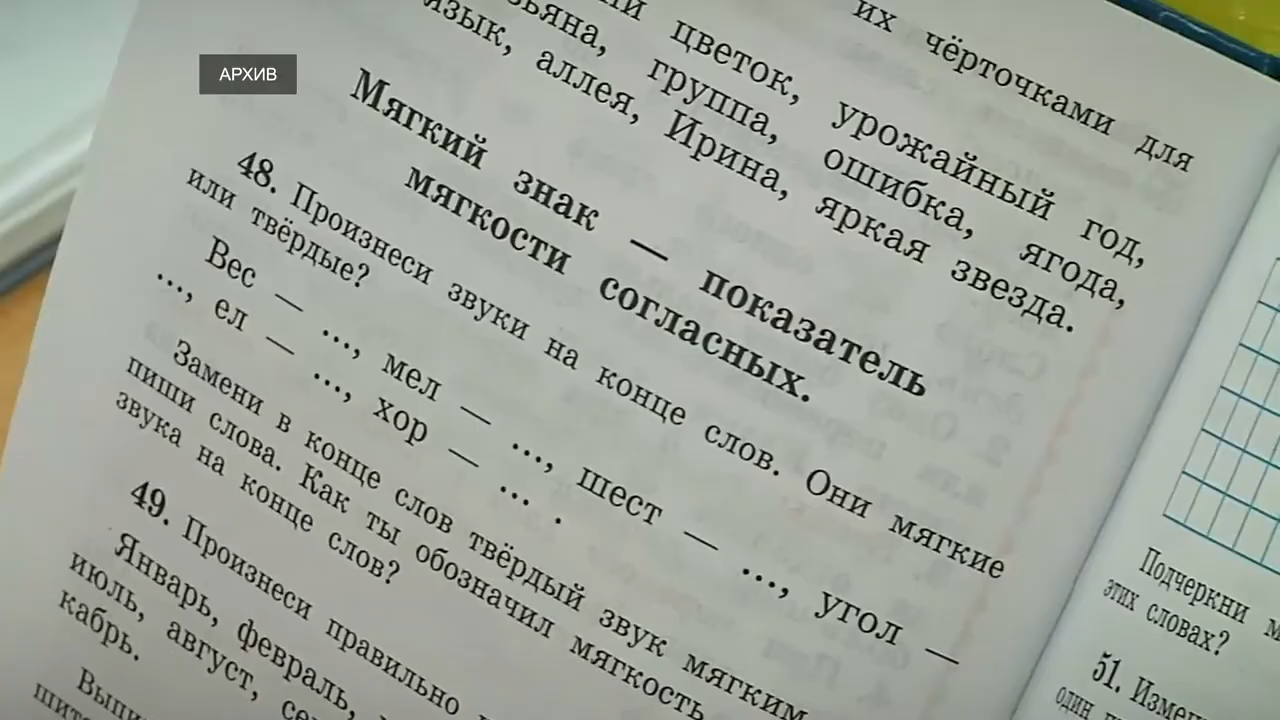 АРХИВ
их чёрточками для
цветок, урожайный год,
группа, ошибка, ягода,
аллея, Ирина, яркая звезда.
Мягкий знак — показатель
мягкости согласных.
48. Произнеси звуки на конце слов. Они мягкие
или твёрдые?
Вес — ..., мел — ..., шест — ..., угол —
..., ел — ..., хор — ... .
Замени в конце слов твёрдый звук мягким
пиши слова. Как ты обозначил мягкость
звука на конце слов?
49. Произнеси правильно
Январь, февраль,
июль, август,
кабрь.
Подчеркни
этих словах?
51.
один